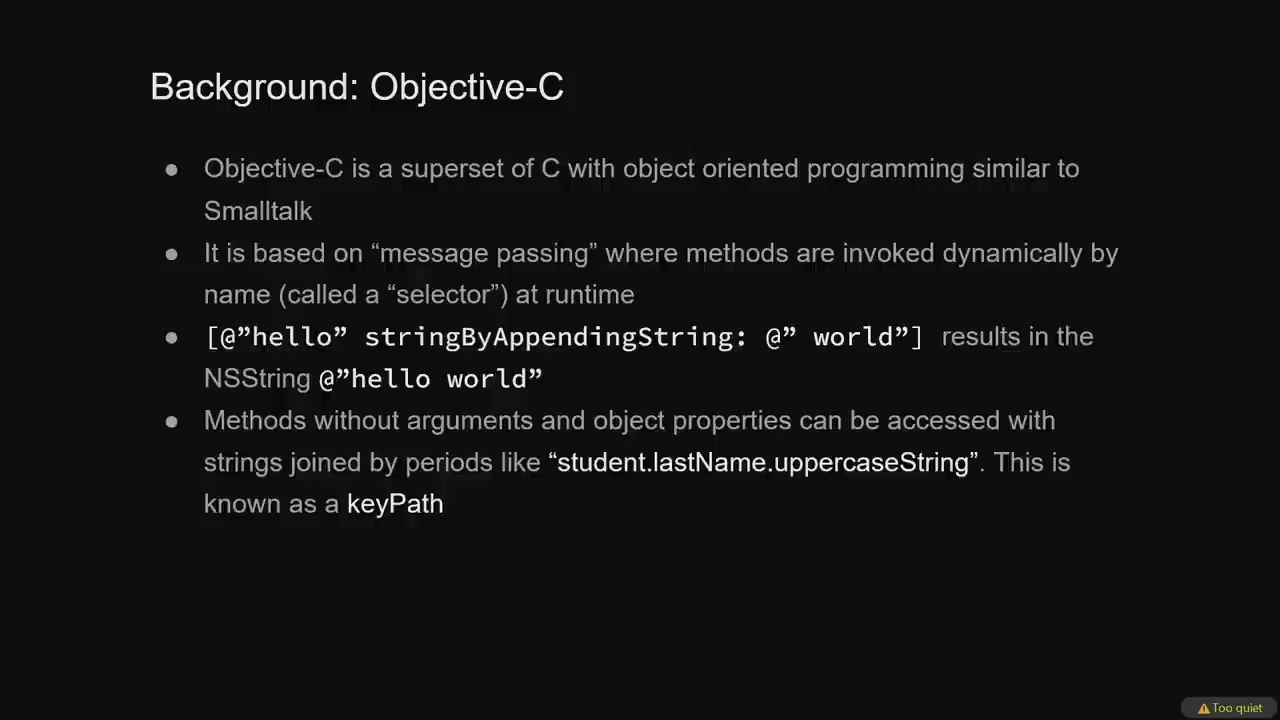 Background: Objective-C
● Objective-C is a superset of C with object oriented programming similar to
Smalltalk
● It is based on “message passing” where methods are invoked dynamically by
name (called a “selector”) at runtime
● [@”hello” stringByAppendingString: @” world”] results in the
NSString @”hello world”
● Methods without arguments and object properties can be accessed with
strings joined by periods like “student.lastName.uppercaseString”. This is
known as a keyPath
⚠ Too quiet